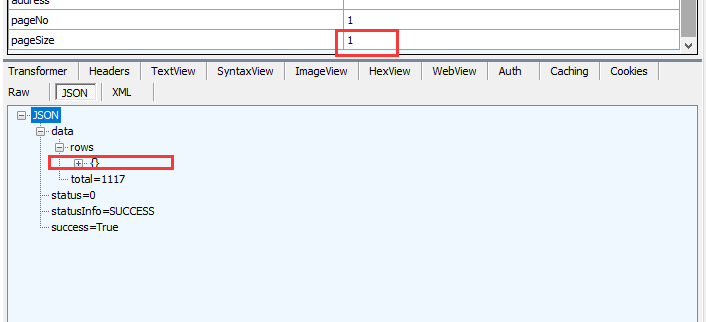 address
pageNo 1
pageSize 1
Transformer Headers TextView SyntaxView ImageView HexView WebView Auth Caching Cookies
Raw JSON XML
JSON
data
rows
{}
total=1117
status=0
statusInfo=SUCCESS
success=True